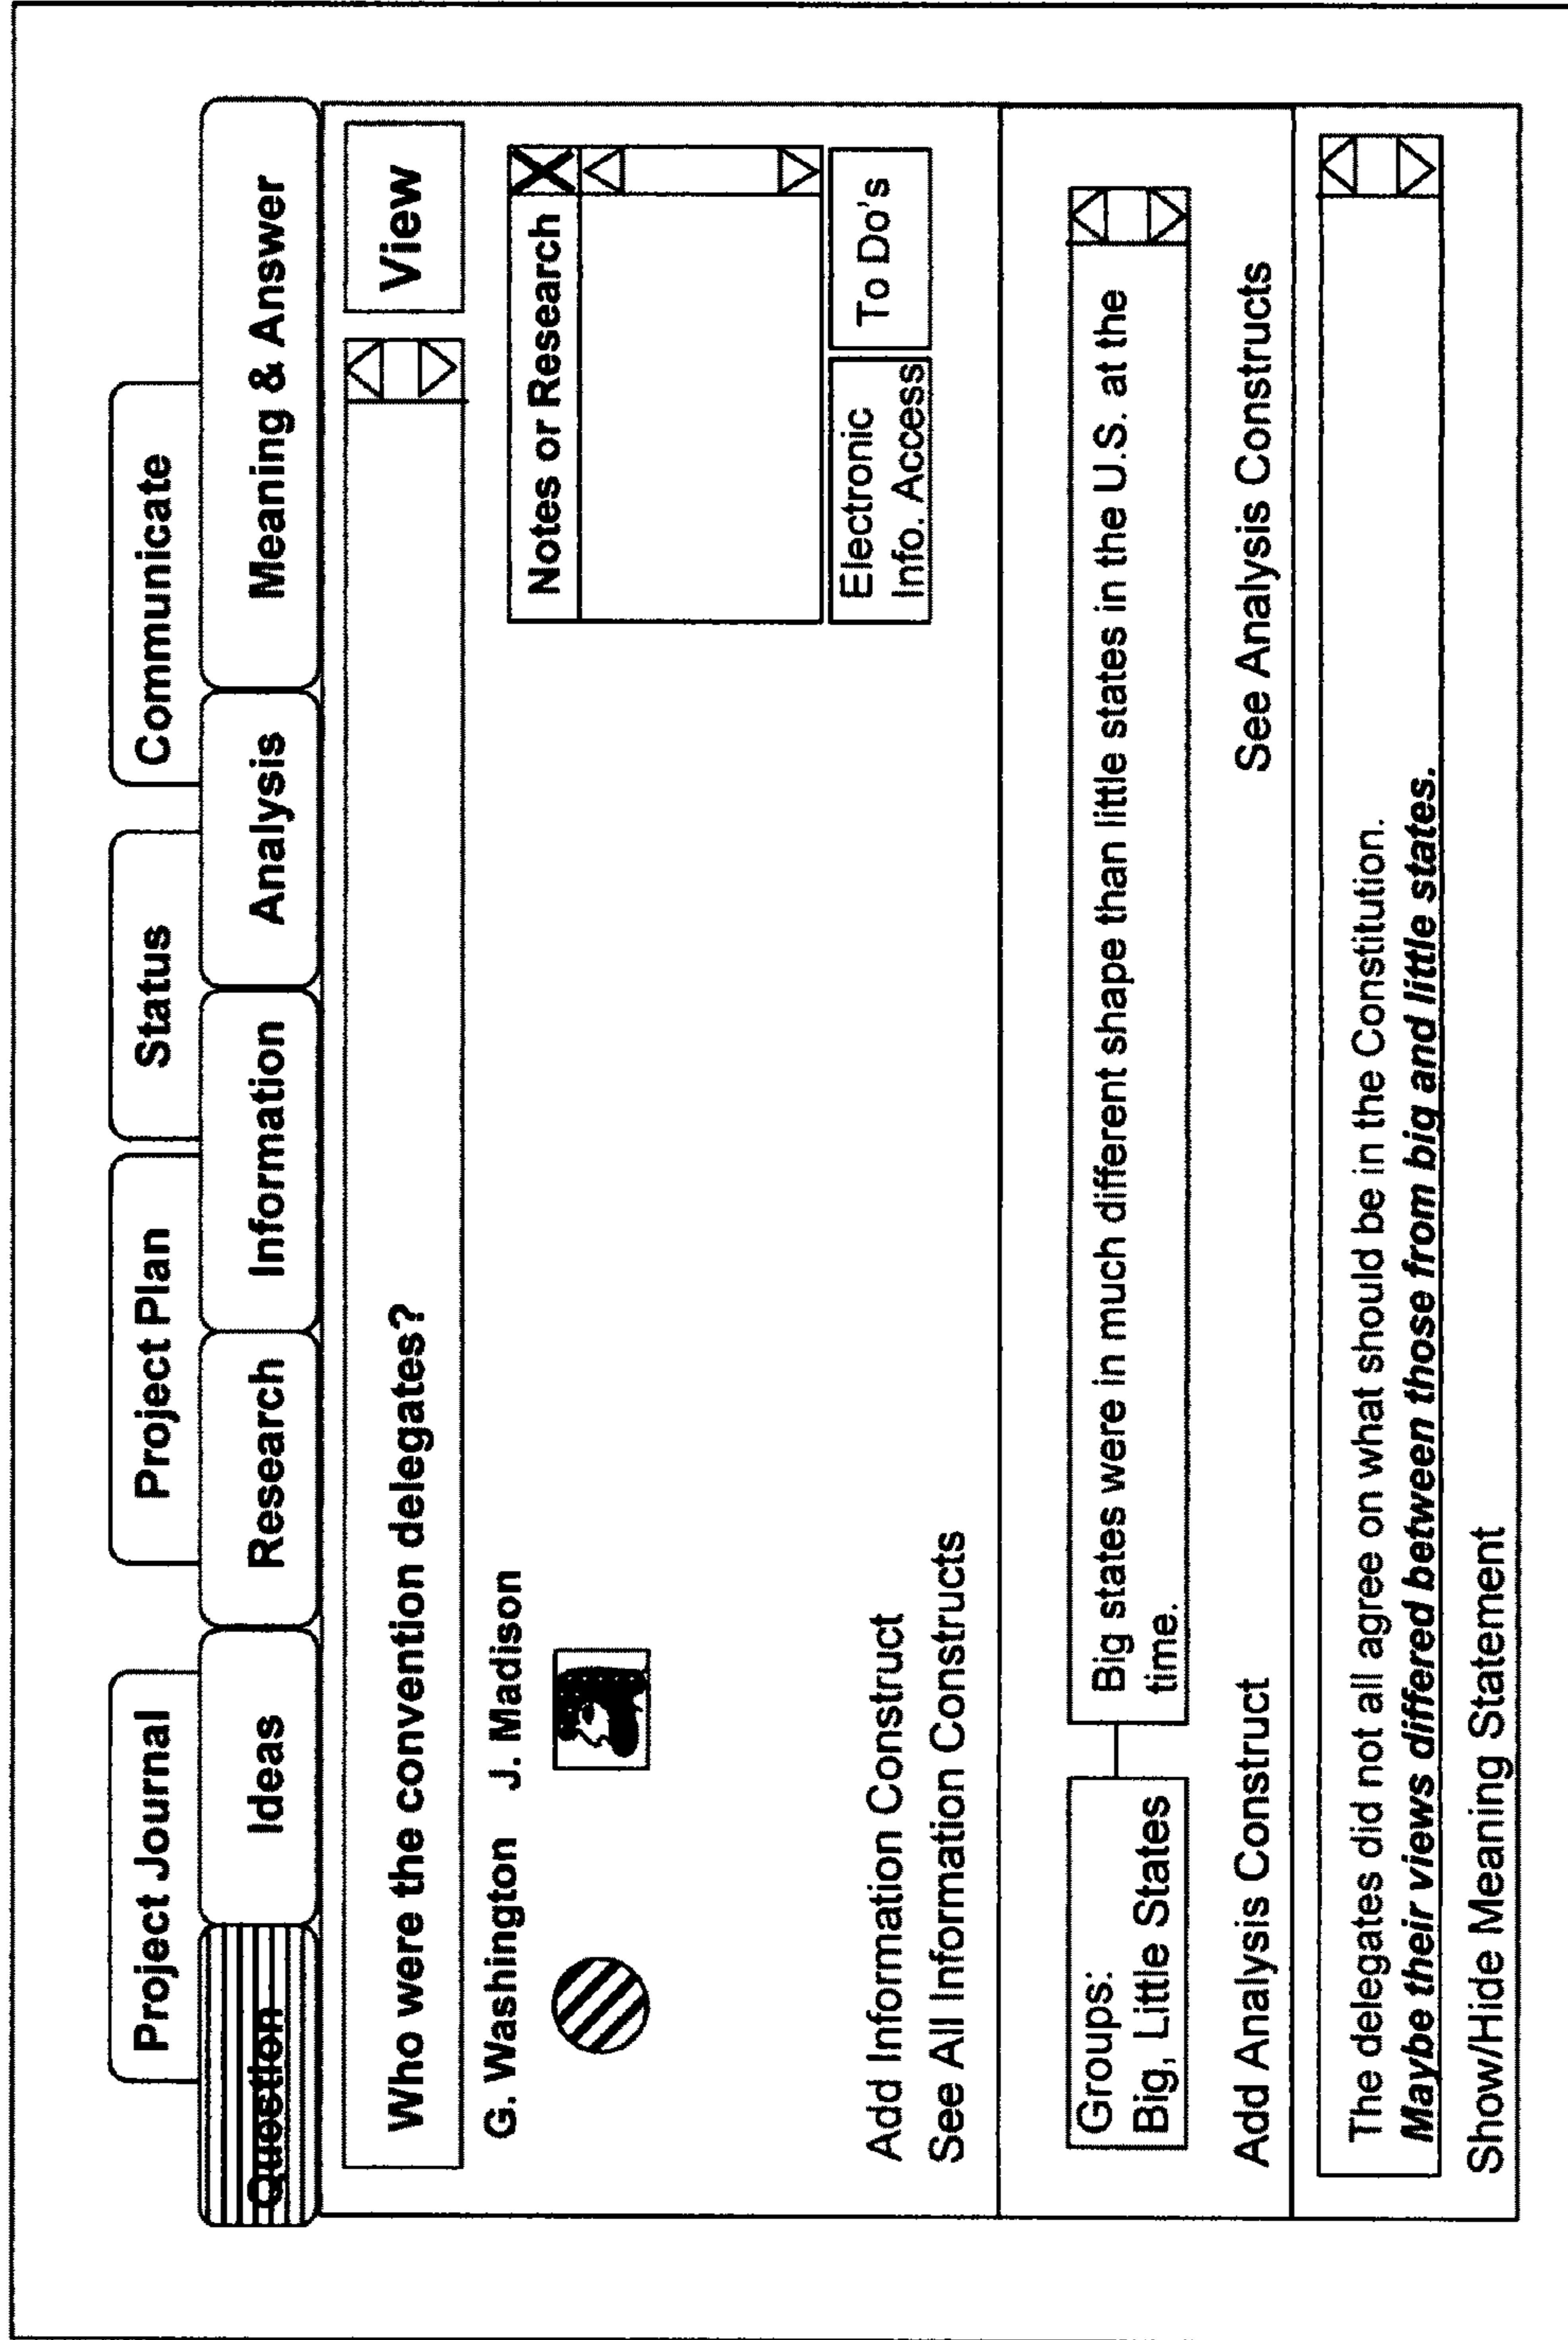 Project Journal
Project Plan
Status
Communicate
Question
Ideas
Research
Information
Analysis
Meaning & Answer
Who were the convention delegates?
View
G. Washington
J. Madison
Notes or Research
Electronic
Info. Access
To Do's
Add Information Construct
See All Information Constructs
Groups:
Big, Little States
Big states were in much different shape than little states in the U.S. at the
time.
Add Analysis Construct
See Analysis Constructs
The delegates did not all agree on what should be in the Constitution.
Maybe their views differed between those from big and little states.
Show/Hide Meaning Statement